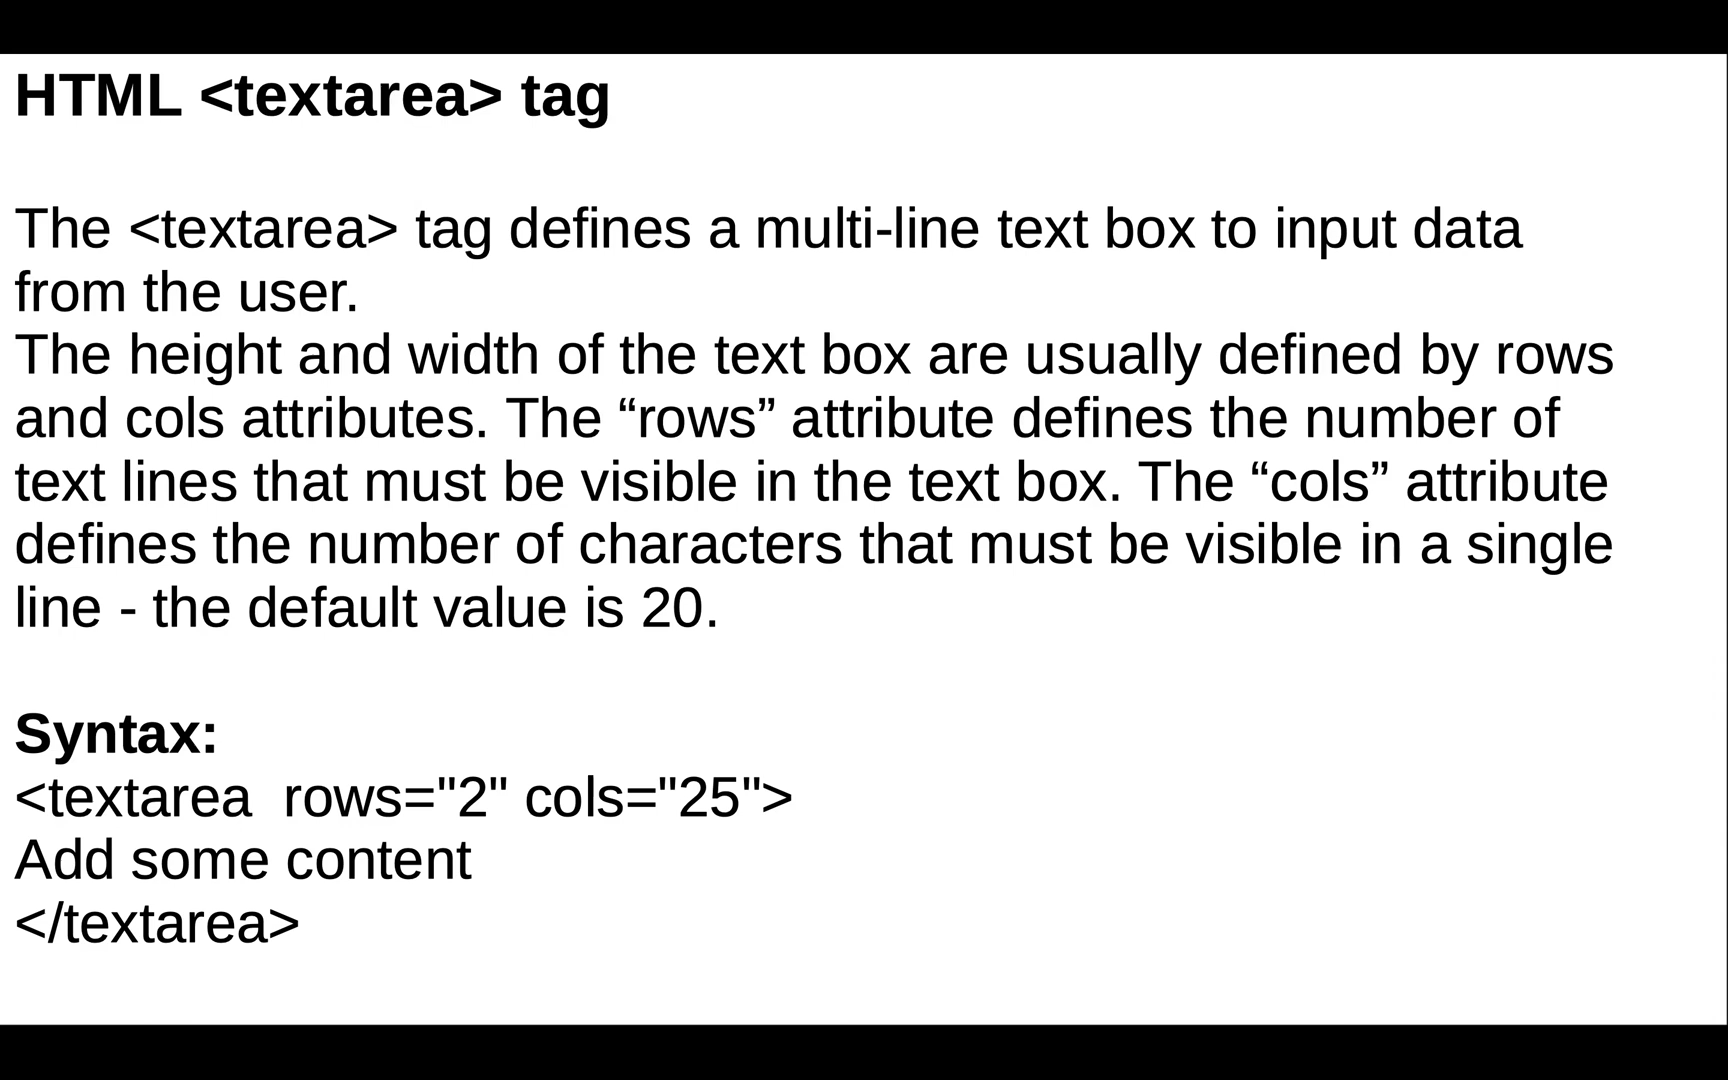 HTML <textarea> tag
The <textarea> tag defines a multi-line text box to input data
from the user.
The height and width of the text box are usually defined by rows
and cols attributes. The “rows” attribute defines the number of
text lines that must be visible in the text box. The “cols” attribute
defines the number of characters that must be visible in a single
line - the default value is 20.
Syntax:
<textarea  rows="2" cols="25">
Add some content
</textarea>